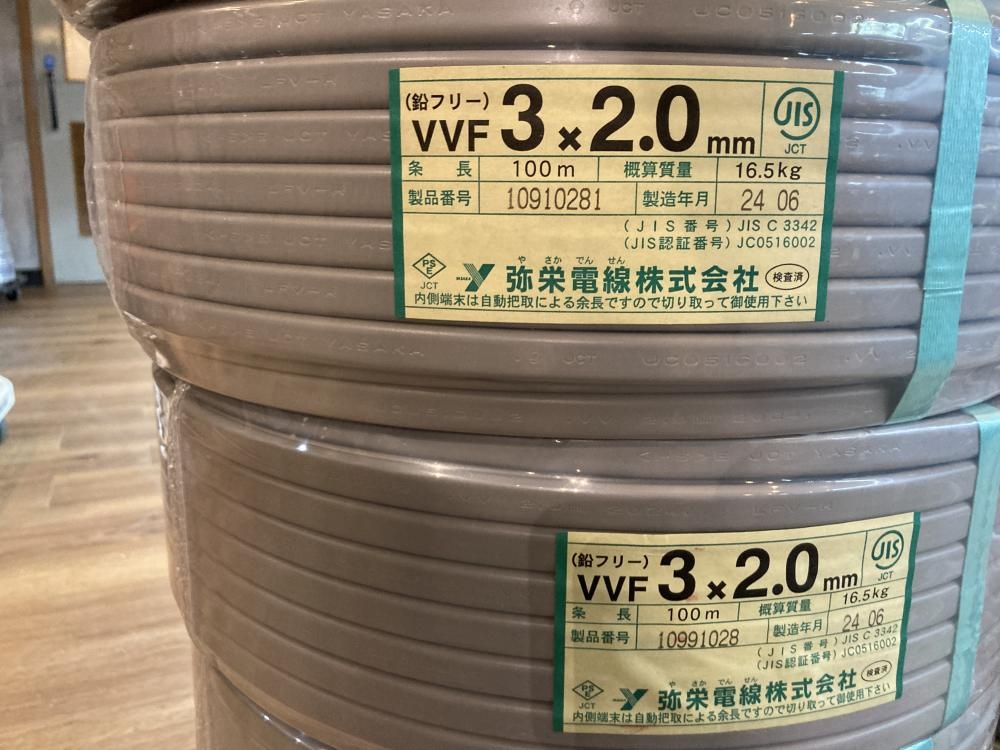 (鉛フリー)
VVF 3×2.0mm
JIS
JCT
条 長 100m 概算質量 16.5kg
製品番号 10910281 製造年月 24 06
(JIS番号) JIS C 3342
(JIS認証番号) JC0516002
PSE
JCT
YASAKA
やさかでんせん
弥栄電線株式会社 検査済
内側端末は自動把取による余長ですので切り取って御使用下さい
JCT JC0516002
<PS>E JCT YASAKA
(鉛フリー)
VVF 3×2.0mm
JIS
JCT
条 長 100m 概算質量 16.5kg
製品番号 10991028 製造年月 24 06
(JIS番号) JIS C 3342
(JIS認証番号) JC0516002
PSE
JCT
やさかでんせん
弥栄電線株式会社 検査済
内側端末は自動把取による余長ですので切り取って御使用下さい